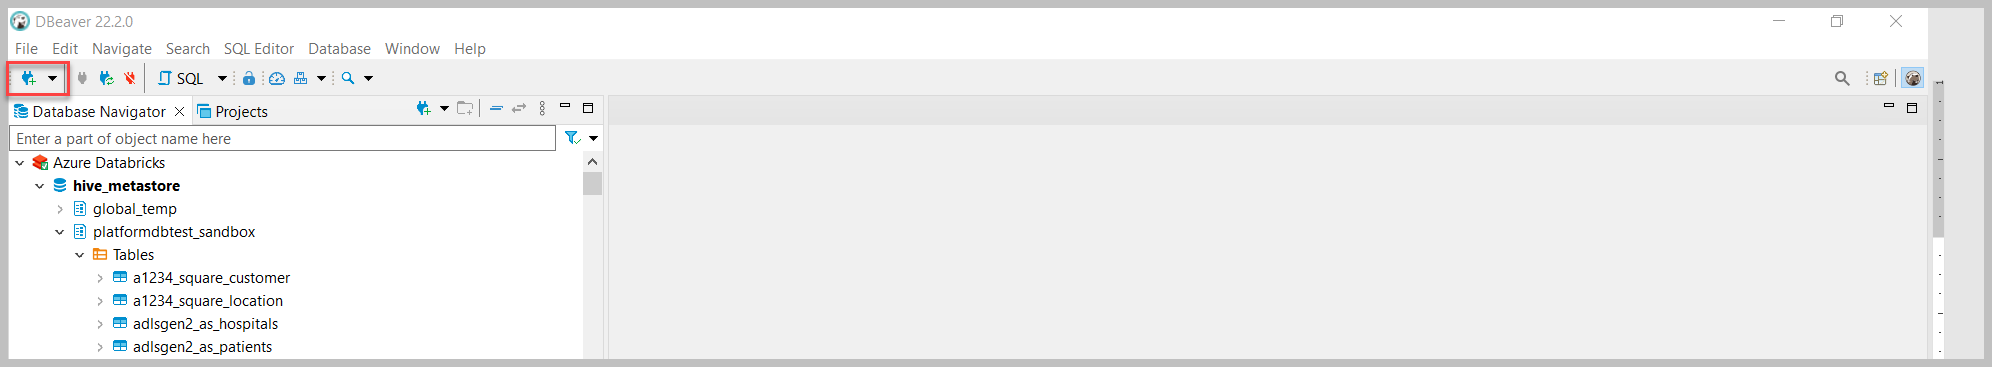 DBeaver 22.2.0
File Edit Navigate Search SQL Editor Database Window Help
SQL
Database Navigator Projects
Enter a part of object name here
Azure Databricks
hive_metastore
global_temp
platformdbtest_sandbox
Tables
a1234_square_customer
a1234_square_location
adlsgen2_as_hospitals
adlsgen2_as_patients